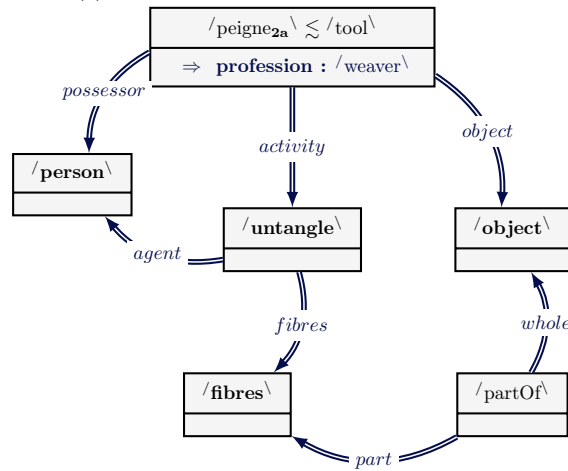 /peigne2a\ ≲ /tool\
⇒ profession : /weaver\
possessor
object
activity
/person\
/untangle\
/object\
agent
fibres
whole
/fibres\
/partOf\
part